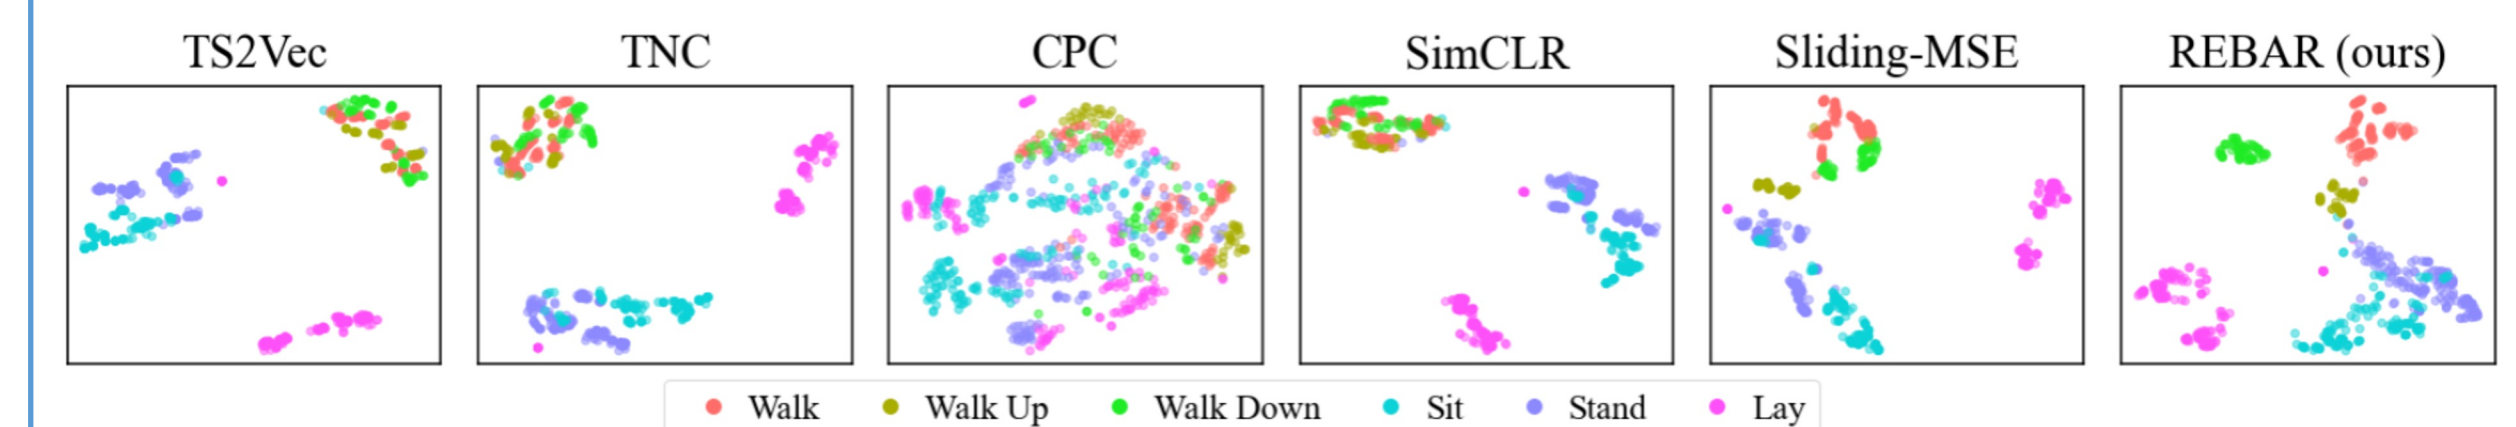 TS2Vec TNC CPC SimCLR Sliding-MSE REBAR (ours)
Walk Walk Up Walk Down Sit Stand Lay